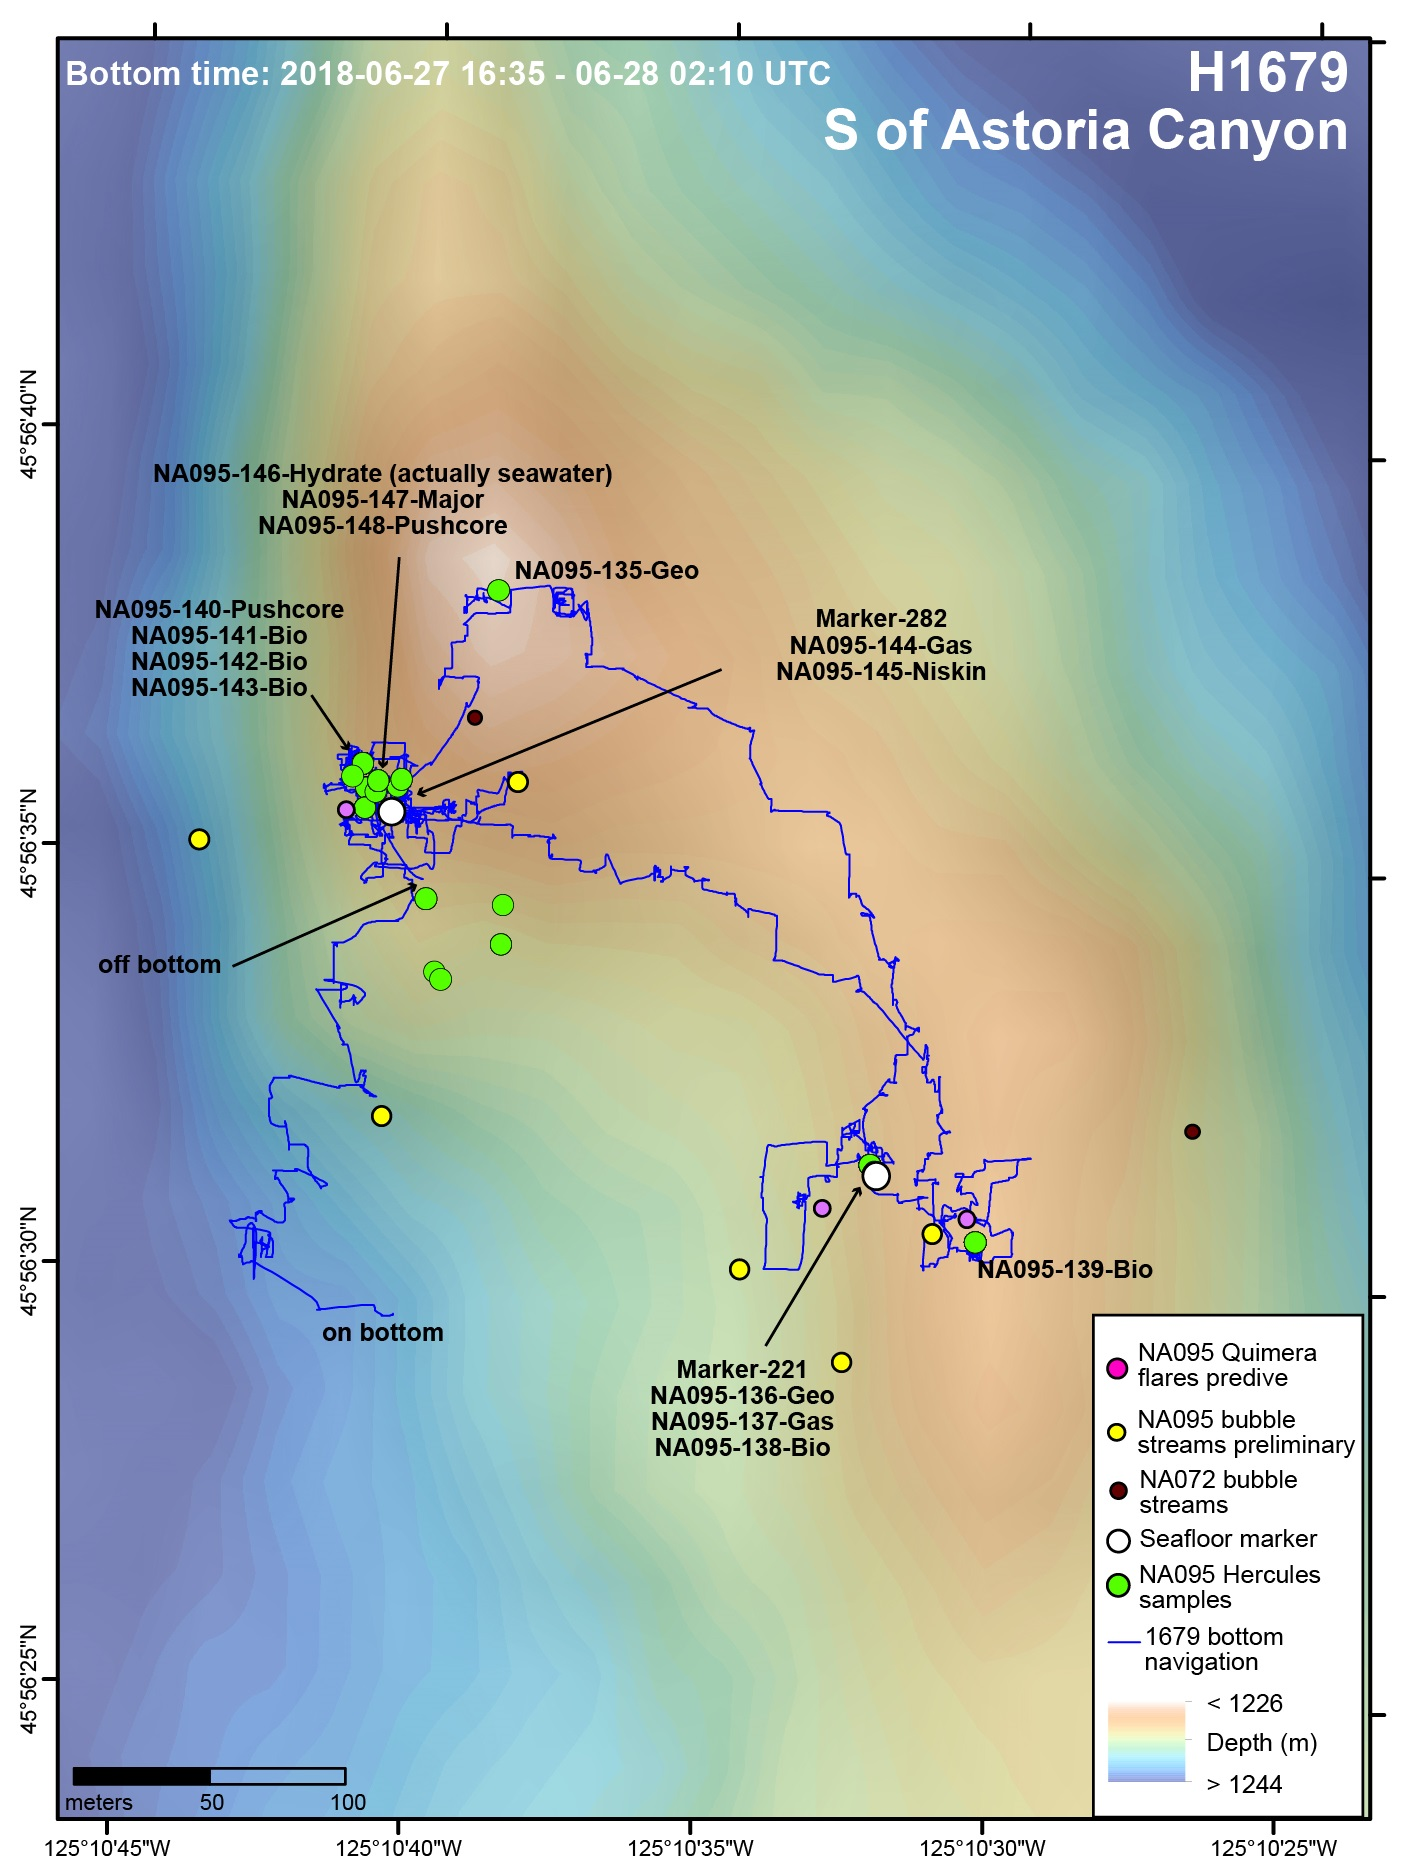 Bottom time: 2018-06-27 16:35 - 06-28 02:10 UTC
H1679
S of Astoria Canyon
45°56'40"N
NA095-146-Hydrate (actually seawater)
NA095-147-Major
NA095-148-Pushcore
NA095-135-Geo
NA095-140-Pushcore
NA095-141-Bio
NA095-142-Bio
NA095-143-Bio
Marker-282
NA095-144-Gas
NA095-145-Niskin
45°56'35"N
off bottom
45°56'30"N
NA095-139-Bio
on bottom
Marker-221
NA095-136-Geo
NA095-137-Gas
NA095-138-Bio
NA095 Quimera
flares predive
NA095 bubble
streams preliminary
NA072 bubble
streams
Seafloor marker
NA095 Hercules
samples
1679 bottom
navigation
< 1226
Depth (m)
> 1244
45°56'25"N
meters 50 100
125°10'45"W 125°10'40"W 125°10'35"W 125°10'30"W 125°10'25"W